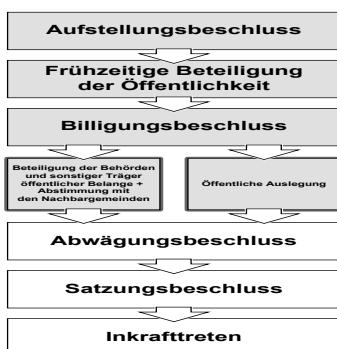 Aufstellungsbeschluss
Frühzeitige Beteiligung
der Öffentlichkeit
Billigungsbeschluss
Beteiligung der Behörden
und sonstiger Träger
öffentlicher Belange +
Abstimmung mit
den Nachbargemeinden
Öffentliche Auslegung
Abwägungsbeschluss
Satzungsbeschluss
Inkrafttreten